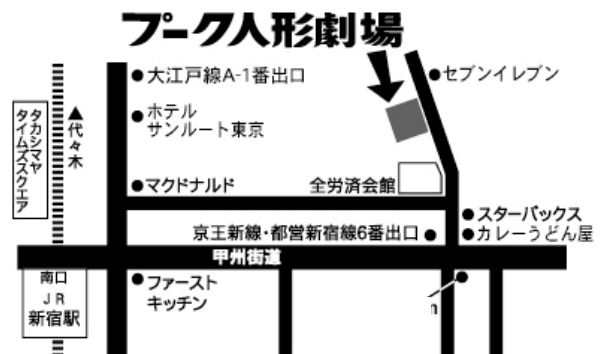 プーク人形劇場
大江戸線A-1番出口
セブンイレブン
ホテル
サンルート東京
▲代々木
タカシマヤ
タイムズスクエア
マクドナルド
全労済会館
スターバックス
カレーうどん屋
京王新線・都営新宿線6番出口
甲州街道
南口
JR
新宿駅
ファースト
キッチン